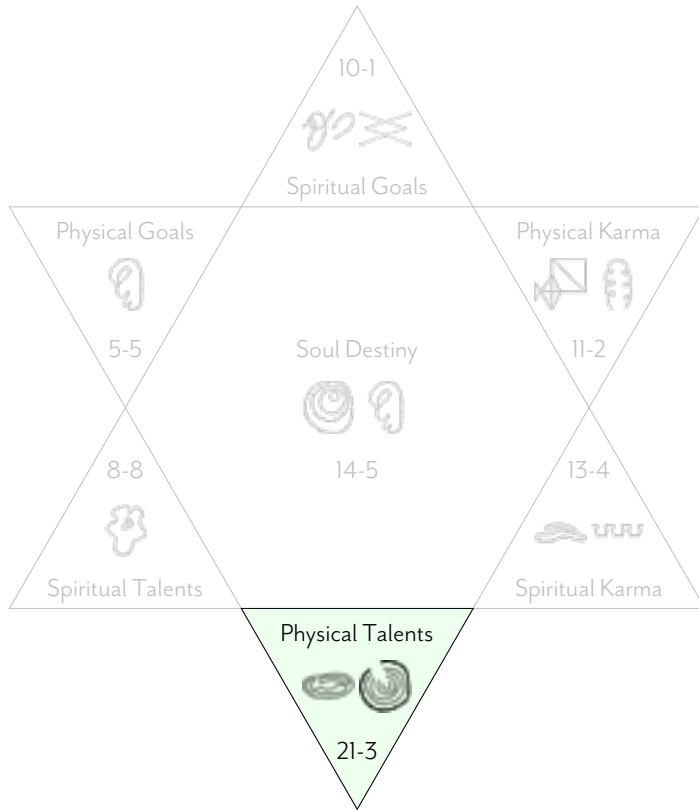 10-1
Spiritual Goals
Physical Goals
5-5
Physical Karma
11-2
Soul Destiny
14-5
8-8
Spiritual Talents
13-4
Spiritual Karma
Physical Talents
21-3